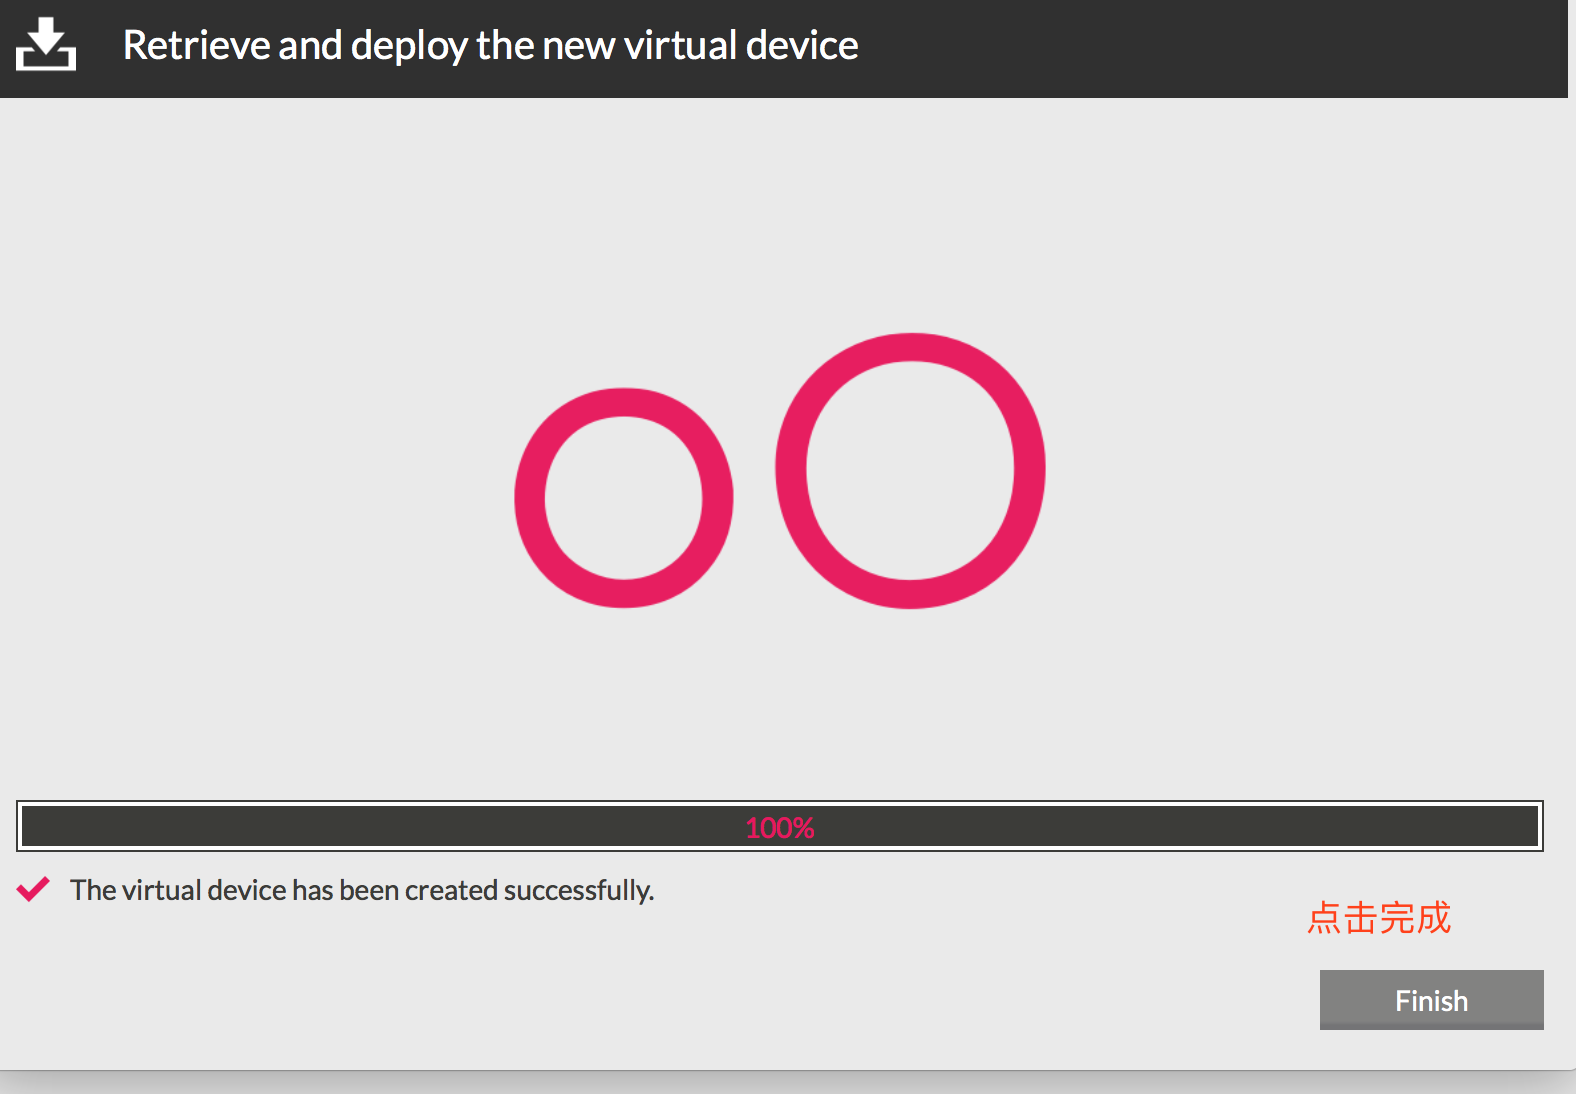 Retrieve and deploy the new virtual device
100%
The virtual device has been created successfully.
点击完成
Finish